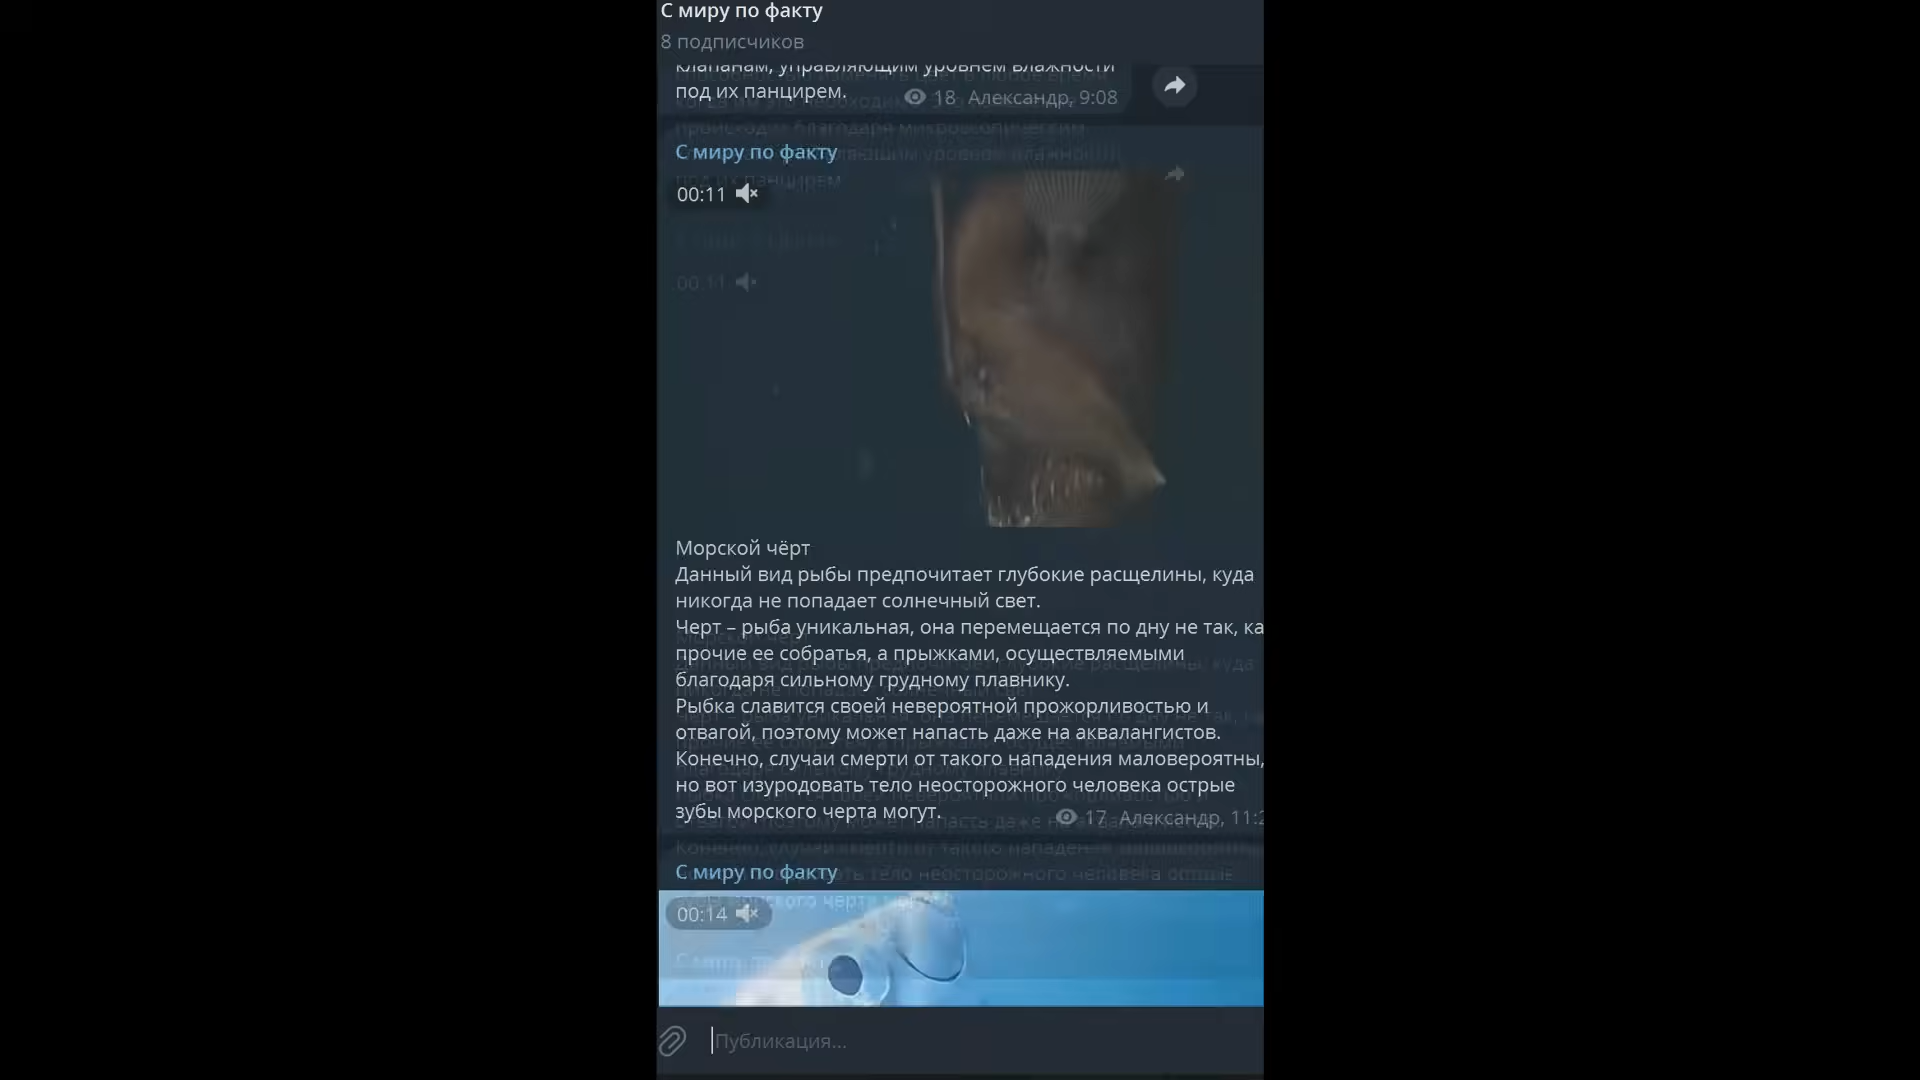 С миру по факту
8 подписчиков
клапанам, управляющим уровнем влажности
под их панцирем.
18 Александр, 9:08
С миру по факту
00:11
Морской чёрт
Данный вид рыбы предпочитает глубокие расщелины, куда
никогда не попадает солнечный свет.
Черт – рыба уникальная, она перемещается по дну не так, ка
прочие ее собратья, а прыжками, осуществляемыми
благодаря сильному грудному плавнику.
Рыбка славится своей невероятной прожорливостью и
отвагой, поэтому может напасть даже на аквалангистов.
Конечно, случаи смерти от такого нападения маловероятны,
но вот изуродовать тело неосторожного человека острые
зубы морского черта могут.
17 Александр, 11:2
С миру по факту
00:14
Публикация...